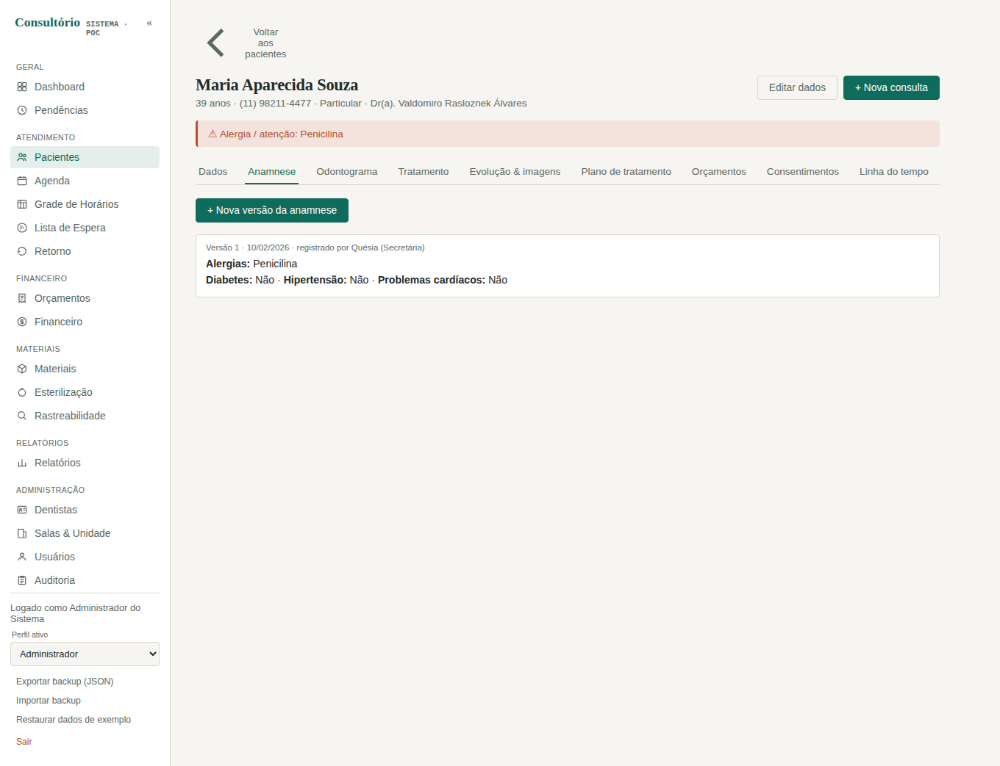 Consultório SISTEMA · POC «
GERAL
Dashboard
Pendências
ATENDIMENTO
Pacientes
Agenda
Grade de Horários
Lista de Espera
Retorno
FINANCEIRO
Orçamentos
Financeiro
MATERIAIS
Materiais
Esterilização
Rastreabilidade
RELATÓRIOS
Relatórios
ADMINISTRAÇÃO
Dentistas
Salas & Unidade
Usuários
Auditoria
Logado como Administrador do
Sistema
Perfil ativo
Administrador
Exportar backup (JSON)
Importar backup
Restaurar dados de exemplo
Sair
Voltar
aos
pacientes
Maria Aparecida Souza
39 anos · (11) 98211-4477 · Particular · Dr(a). Valdomiro Rasloznek Álvares
Editar dados
+ Nova consulta
⚠ Alergia / atenção: Penicilina
Dados Anamnese Odontograma Tratamento Evolução & imagens Plano de tratamento Orçamentos Consentimentos Linha do tempo
+ Nova versão da anamnese
Versão 1 · 10/02/2026 · registrado por Quésia (Secretária)
Alergias: Penicilina
Diabetes: Não · Hipertensão: Não · Problemas cardíacos: Não